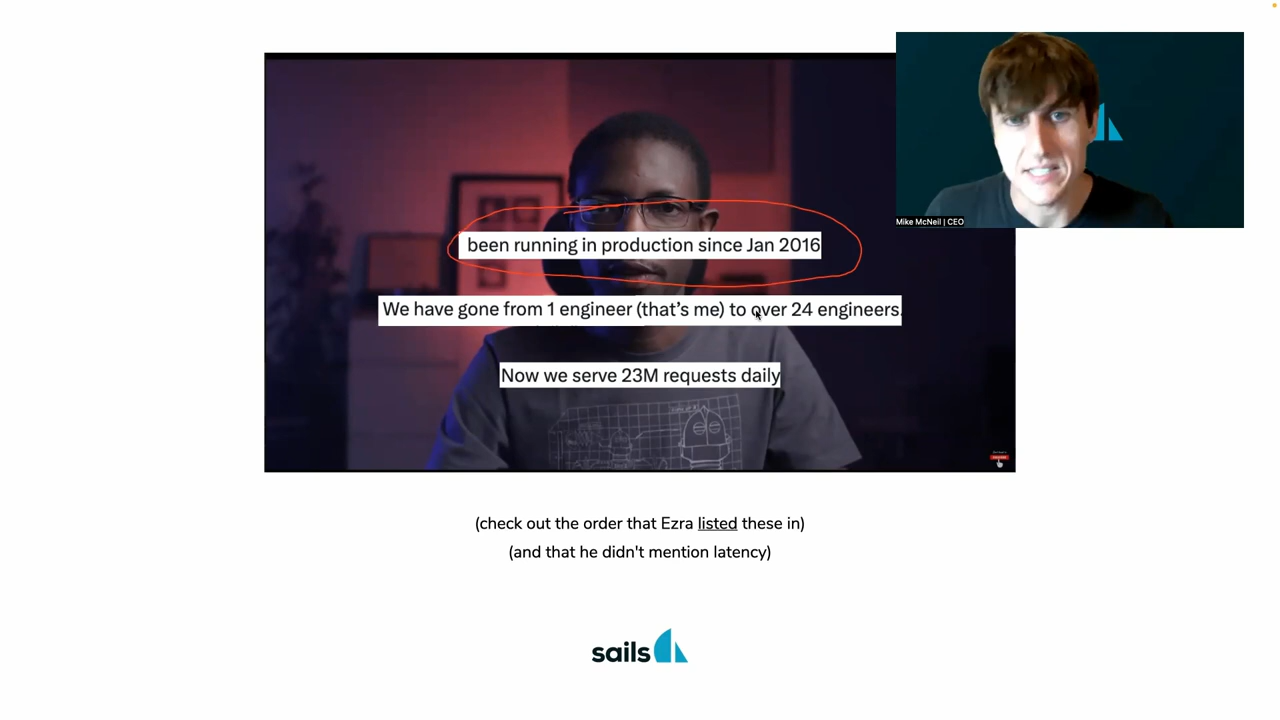 Mike McNeil | CEO
been running in production since Jan 2016
We have gone from 1 engineer (that's me) to over 24 engineers.
Now we serve 23M requests daily
(check out the order that Ezra listed these in)
(and that he didn't mention latency)
sails